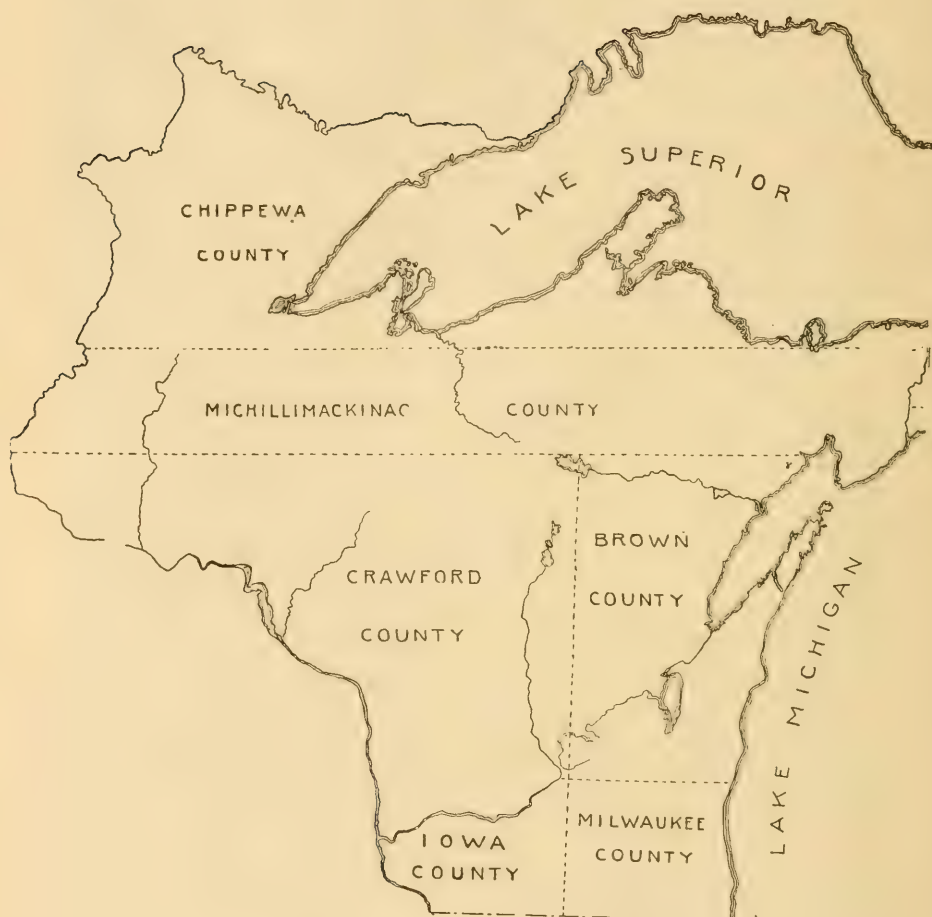 LAKE SUPERIOR
CHIPPEWA
COUNTY
MICHILLIMACKINAC COUNTY
BROWN
COUNTY
CRAWFORD
COUNTY
LAKE MICHIGAN
IOWA
COUNTY
MILWAUKEE
COUNTY